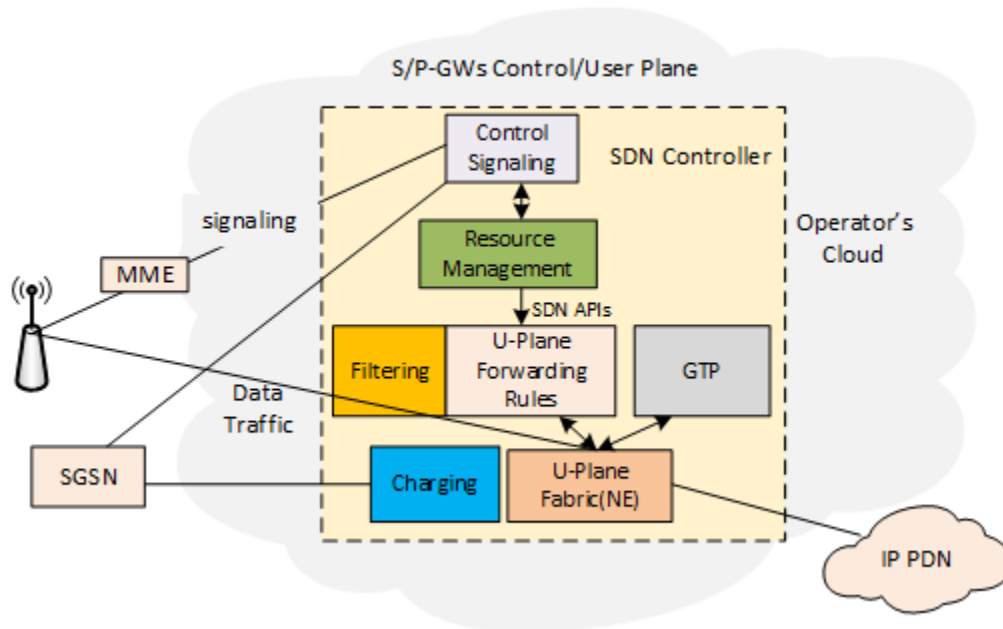 S/P-GWs Control/User Plane
Control
Signaling
SDN Controller
signaling
Operator's
Cloud
Resource
Management
MME
SDN APIs
Filtering
U-Plane
Forwarding
Rules
GTP
Data
Traffic
SGSN
Charging
U-Plane
Fabric(NE)
IP PDN